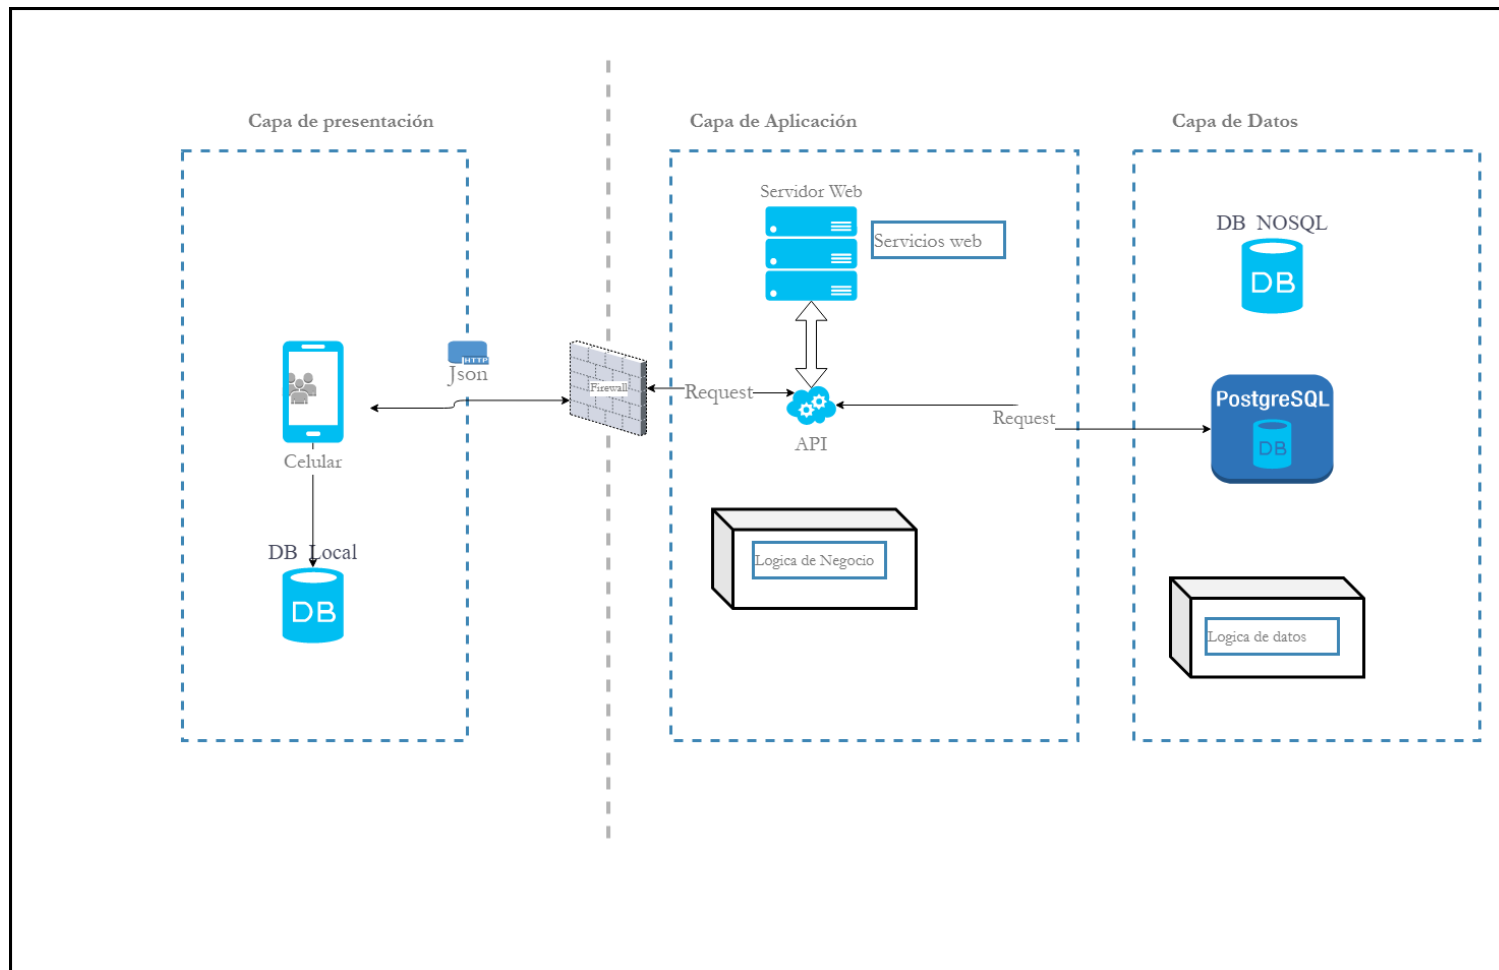 Capa de presentación
Capa de Aplicación
Capa de Datos
Servidor Web
Servicios web
DB NOSQL
DB
HTTP
Json
Firewall
Request
API
Request
PostgreSQL
DB
Celular
DB Local
DB
Logica de Negocio
Logica de datos